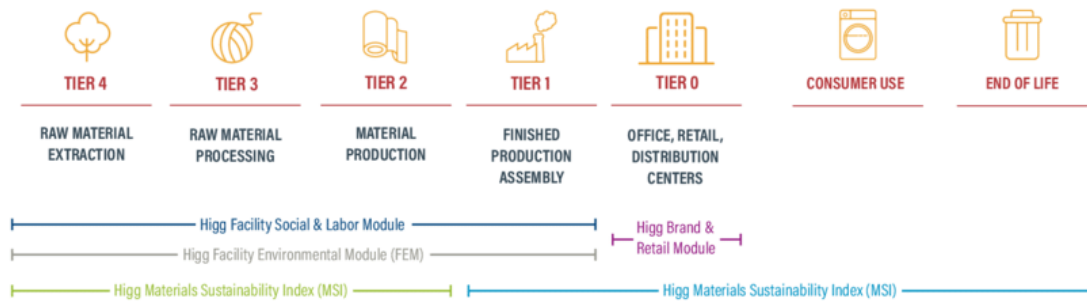 TIER 4
TIER 3
TIER 2
TIER 1
TIER 0
CONSUMER USE
END OF LIFE
RAW MATERIAL
EXTRACTION
RAW MATERIAL
PROCESSING
MATERIAL
PRODUCTION
FINISHED
PRODUCTION
ASSEMBLY
OFFICE, RETAIL,
DISTRIBUTION
CENTERS
Higg Facility Social & Labor Module
Higg Brand &
Retail Module
Higg Facility Environmental Module (FEM)
Higg Materials Sustainability Index (MSI)
Higg Materials Sustainability Index (MSI)